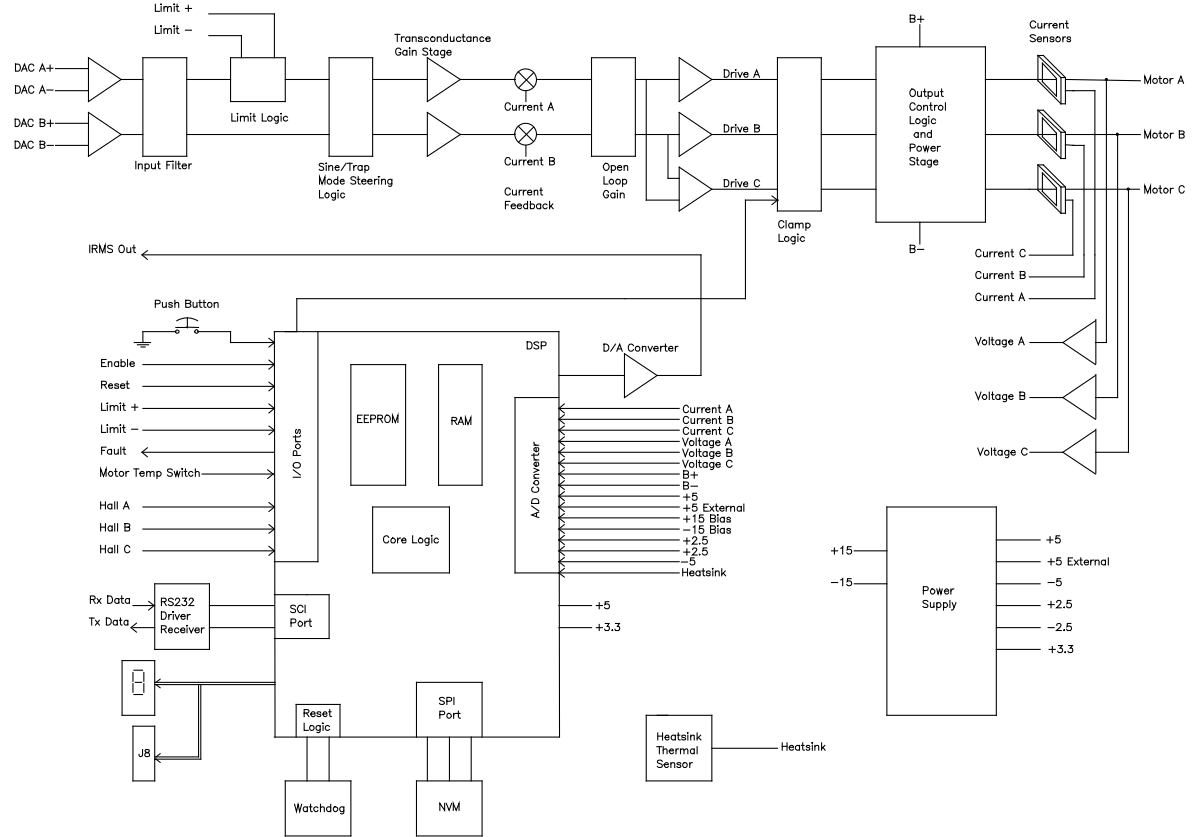 Limit +
Limit −
DAC A+
DAC A−
DAC B+
DAC B−
Input Filter
Limit Logic
Sine/Trap
Mode Steering
Logic
Transconductance
Gain Stage
Current A
Current B
Current
Feedback
Open
Loop
Gain
Drive A
Drive B
Drive C
Clamp
Logic
B+
Output
Control
Logic
and
Power
Stage
B−
Current
Sensors
Motor A
Motor B
Motor C
Current C
Current B
Current A
Voltage A
Voltage B
Voltage C
IRMS Out
Push Button
Enable
Reset
Limit +
Limit −
Fault
Motor Temp Switch
Hall A
Hall B
Hall C
I/O Ports
DSP
EEPROM
RAM
Core Logic
A/D Converter
D/A Converter
Current A
Current B
Current C
Voltage A
Voltage B
Voltage C
B+
B−
+5
+5 External
+15 Bias
−15 Bias
+2.5
+2.5
−5
Heatsink
+5
+3.3
Rx Data
Tx Data
RS232
Driver
Receiver
SCI
Port
8
J8
Reset
Logic
SPI
Port
Watchdog
NVM
Heatsink
Thermal
Sensor
Heatsink
+15
−15
Power
Supply
+5
+5 External
−5
+2.5
−2.5
+3.3